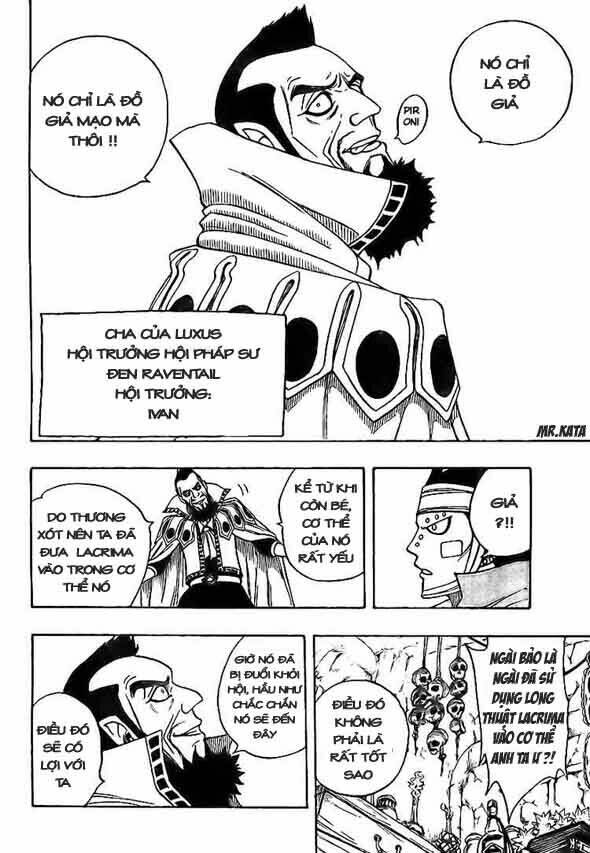 NÓ CHỈ
LÀ ĐỒ
GIẢ
PIR
ONI
NÓ CHỈ LÀ ĐỒ
GIẢ MẠO MÀ
THÔI !!
CHA CỦA LUXUS
HỘI TRƯỞNG HỘI PHÁP SƯ
ĐEN RAVENTAIL
HỘI TRƯỞNG:
IVAN
MR.KATA
GIẢ
?!!
KỂ TỪ KHI
CÒN BÉ,
CƠ THỂ
CỦA NÓ
RẤT YẾU
DO THƯƠNG
XÓT NÊN TA ĐÃ
ĐƯA LACRIMA
VÀO TRONG CƠ
THỂ NÓ
NGÀI BẢO LÀ
NGÀI ĐÃ SỬ
DỤNG LONG
THUẬT LACRIMA
VÀO CƠ THỂ
ANH TA Ư ?!
ĐIỀU ĐÓ
KHÔNG
PHẢI LÀ
RẤT TỐT
SAO
GIỜ NÓ ĐÃ
BỊ ĐUỔI KHỎI
HỘI, HẦU NHƯ
CHẮC CHẮN
NÓ SẼ ĐẾN
ĐÂY
ĐIỀU ĐÓ
SẼ CÓ
LỢI VỚI
TA